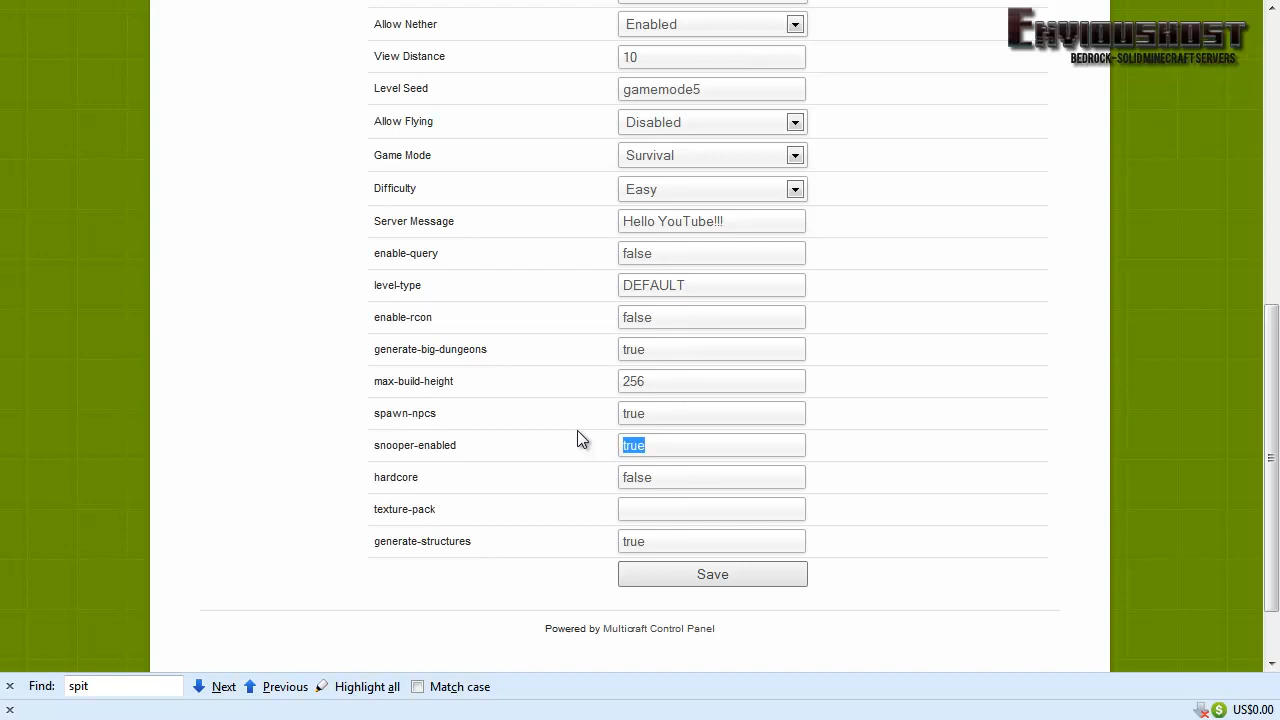 Allow Nether Enabled
ENVIOUSHOST
BEDROCK-SOLID MINECRAFT SERVERS
View Distance 10
Level Seed gamemode5
Allow Flying Disabled
Game Mode Survival
Difficulty Easy
Server Message Hello YouTube!!!
enable-query false
level-type DEFAULT
enable-rcon false
generate-big-dungeons true
max-build-height 256
spawn-npcs true
snooper-enabled true
hardcore false
texture-pack
generate-structures true
Save
Powered by Multicraft Control Panel
Find: spit Next Previous Highlight all Match case
US$0.00